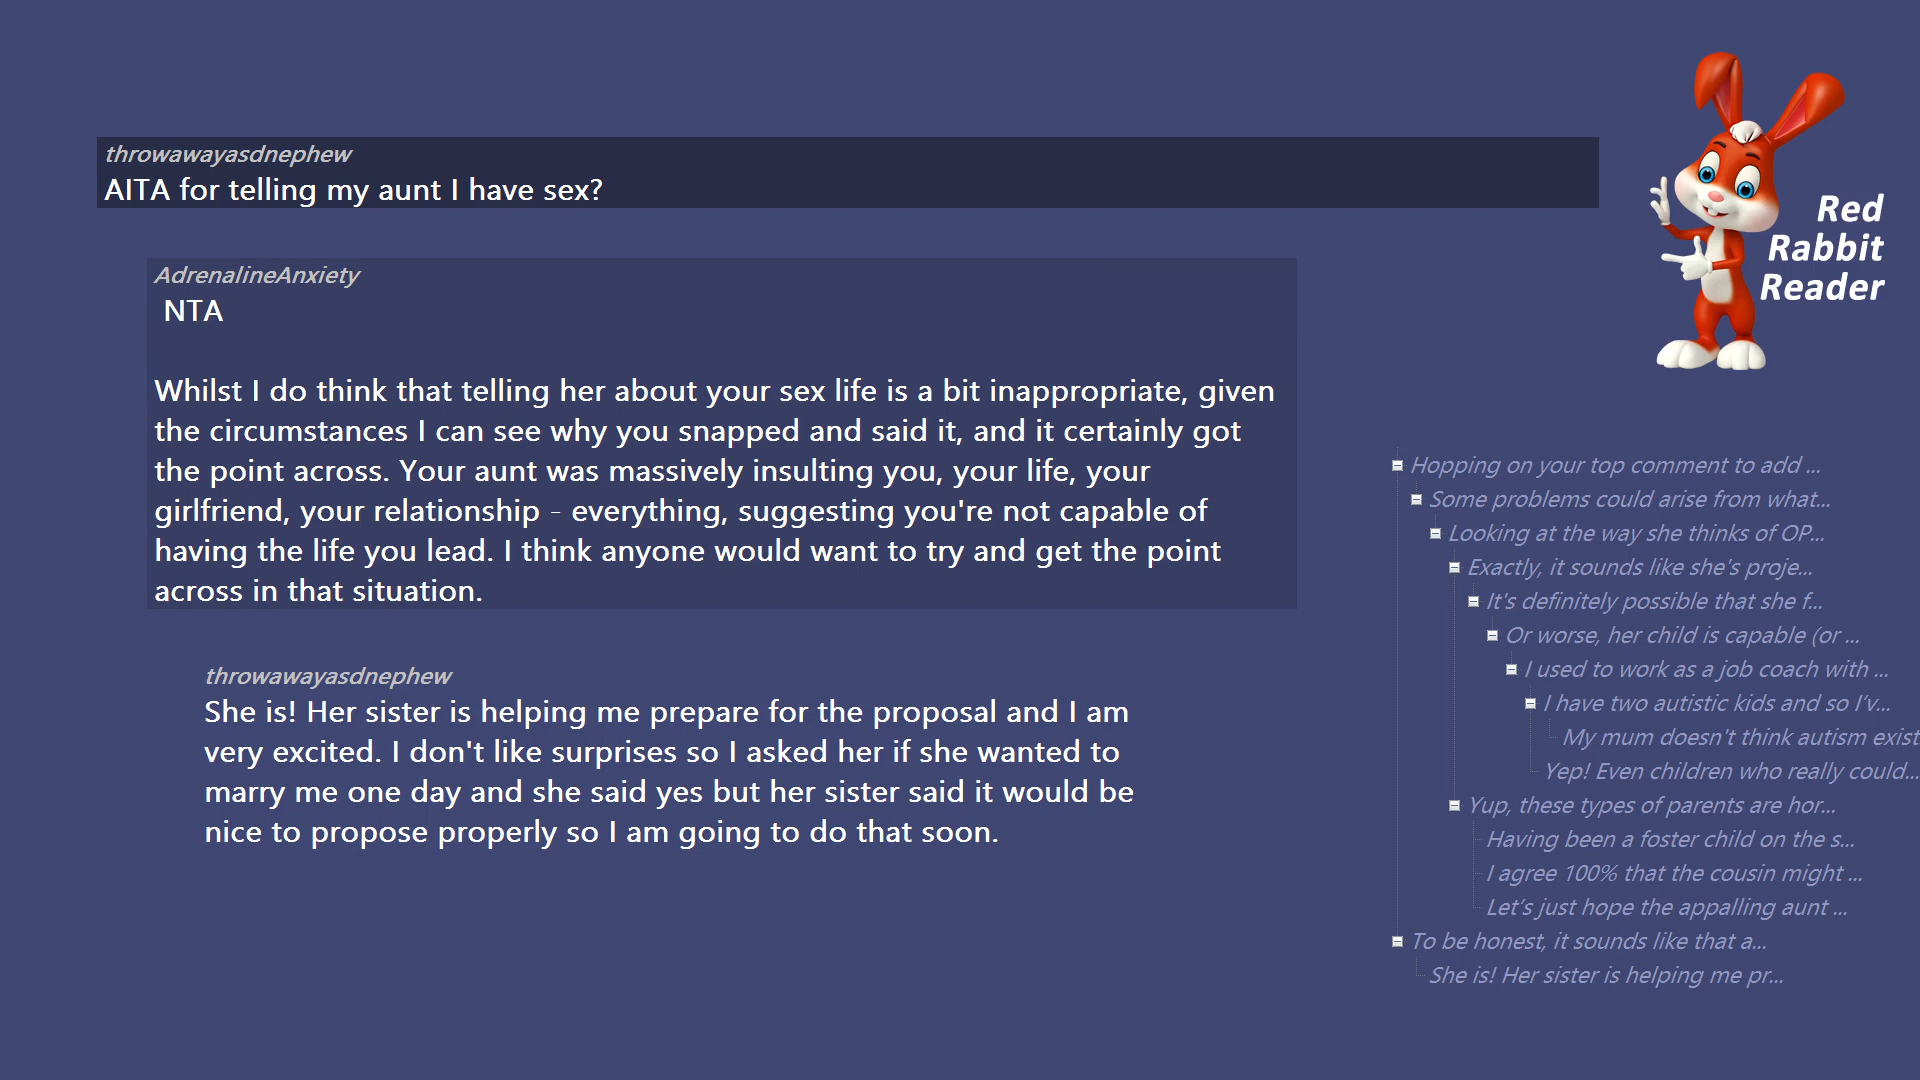 throwawayasdnephew
AITA for telling my aunt I have sex?
AdrenalineAnxiety
NTA
Whilst I do think that telling her about your sex life is a bit inappropriate, given
the circumstances I can see why you snapped and said it, and it certainly got
the point across. Your aunt was massively insulting you, your life, your
girlfriend, your relationship - everything, suggesting you're not capable of
having the life you lead. I think anyone would want to try and get the point
across in that situation.
throwawayasdnephew
She is! Her sister is helping me prepare for the proposal and I am
very excited. I don't like surprises so I asked her if she wanted to
marry me one day and she said yes but her sister said it would be
nice to propose properly so I am going to do that soon.
Red
Rabbit
Reader
Hopping on your top comment to add ...
Some problems could arise from what...
Looking at the way she thinks of OP...
Exactly, it sounds like she's proje...
It's definitely possible that she f...
Or worse, her child is capable (or ...
I used to work as a job coach with ...
I have two autistic kids and so I'v...
My mum doesn't think autism exist
Yep! Even children who really could...
Yup, these types of parents are hor...
Having been a foster child on the s...
I agree 100% that the cousin might ...
Let's just hope the appalling aunt ...
To be honest, it sounds like that a...
She is! Her sister is helping me pr...